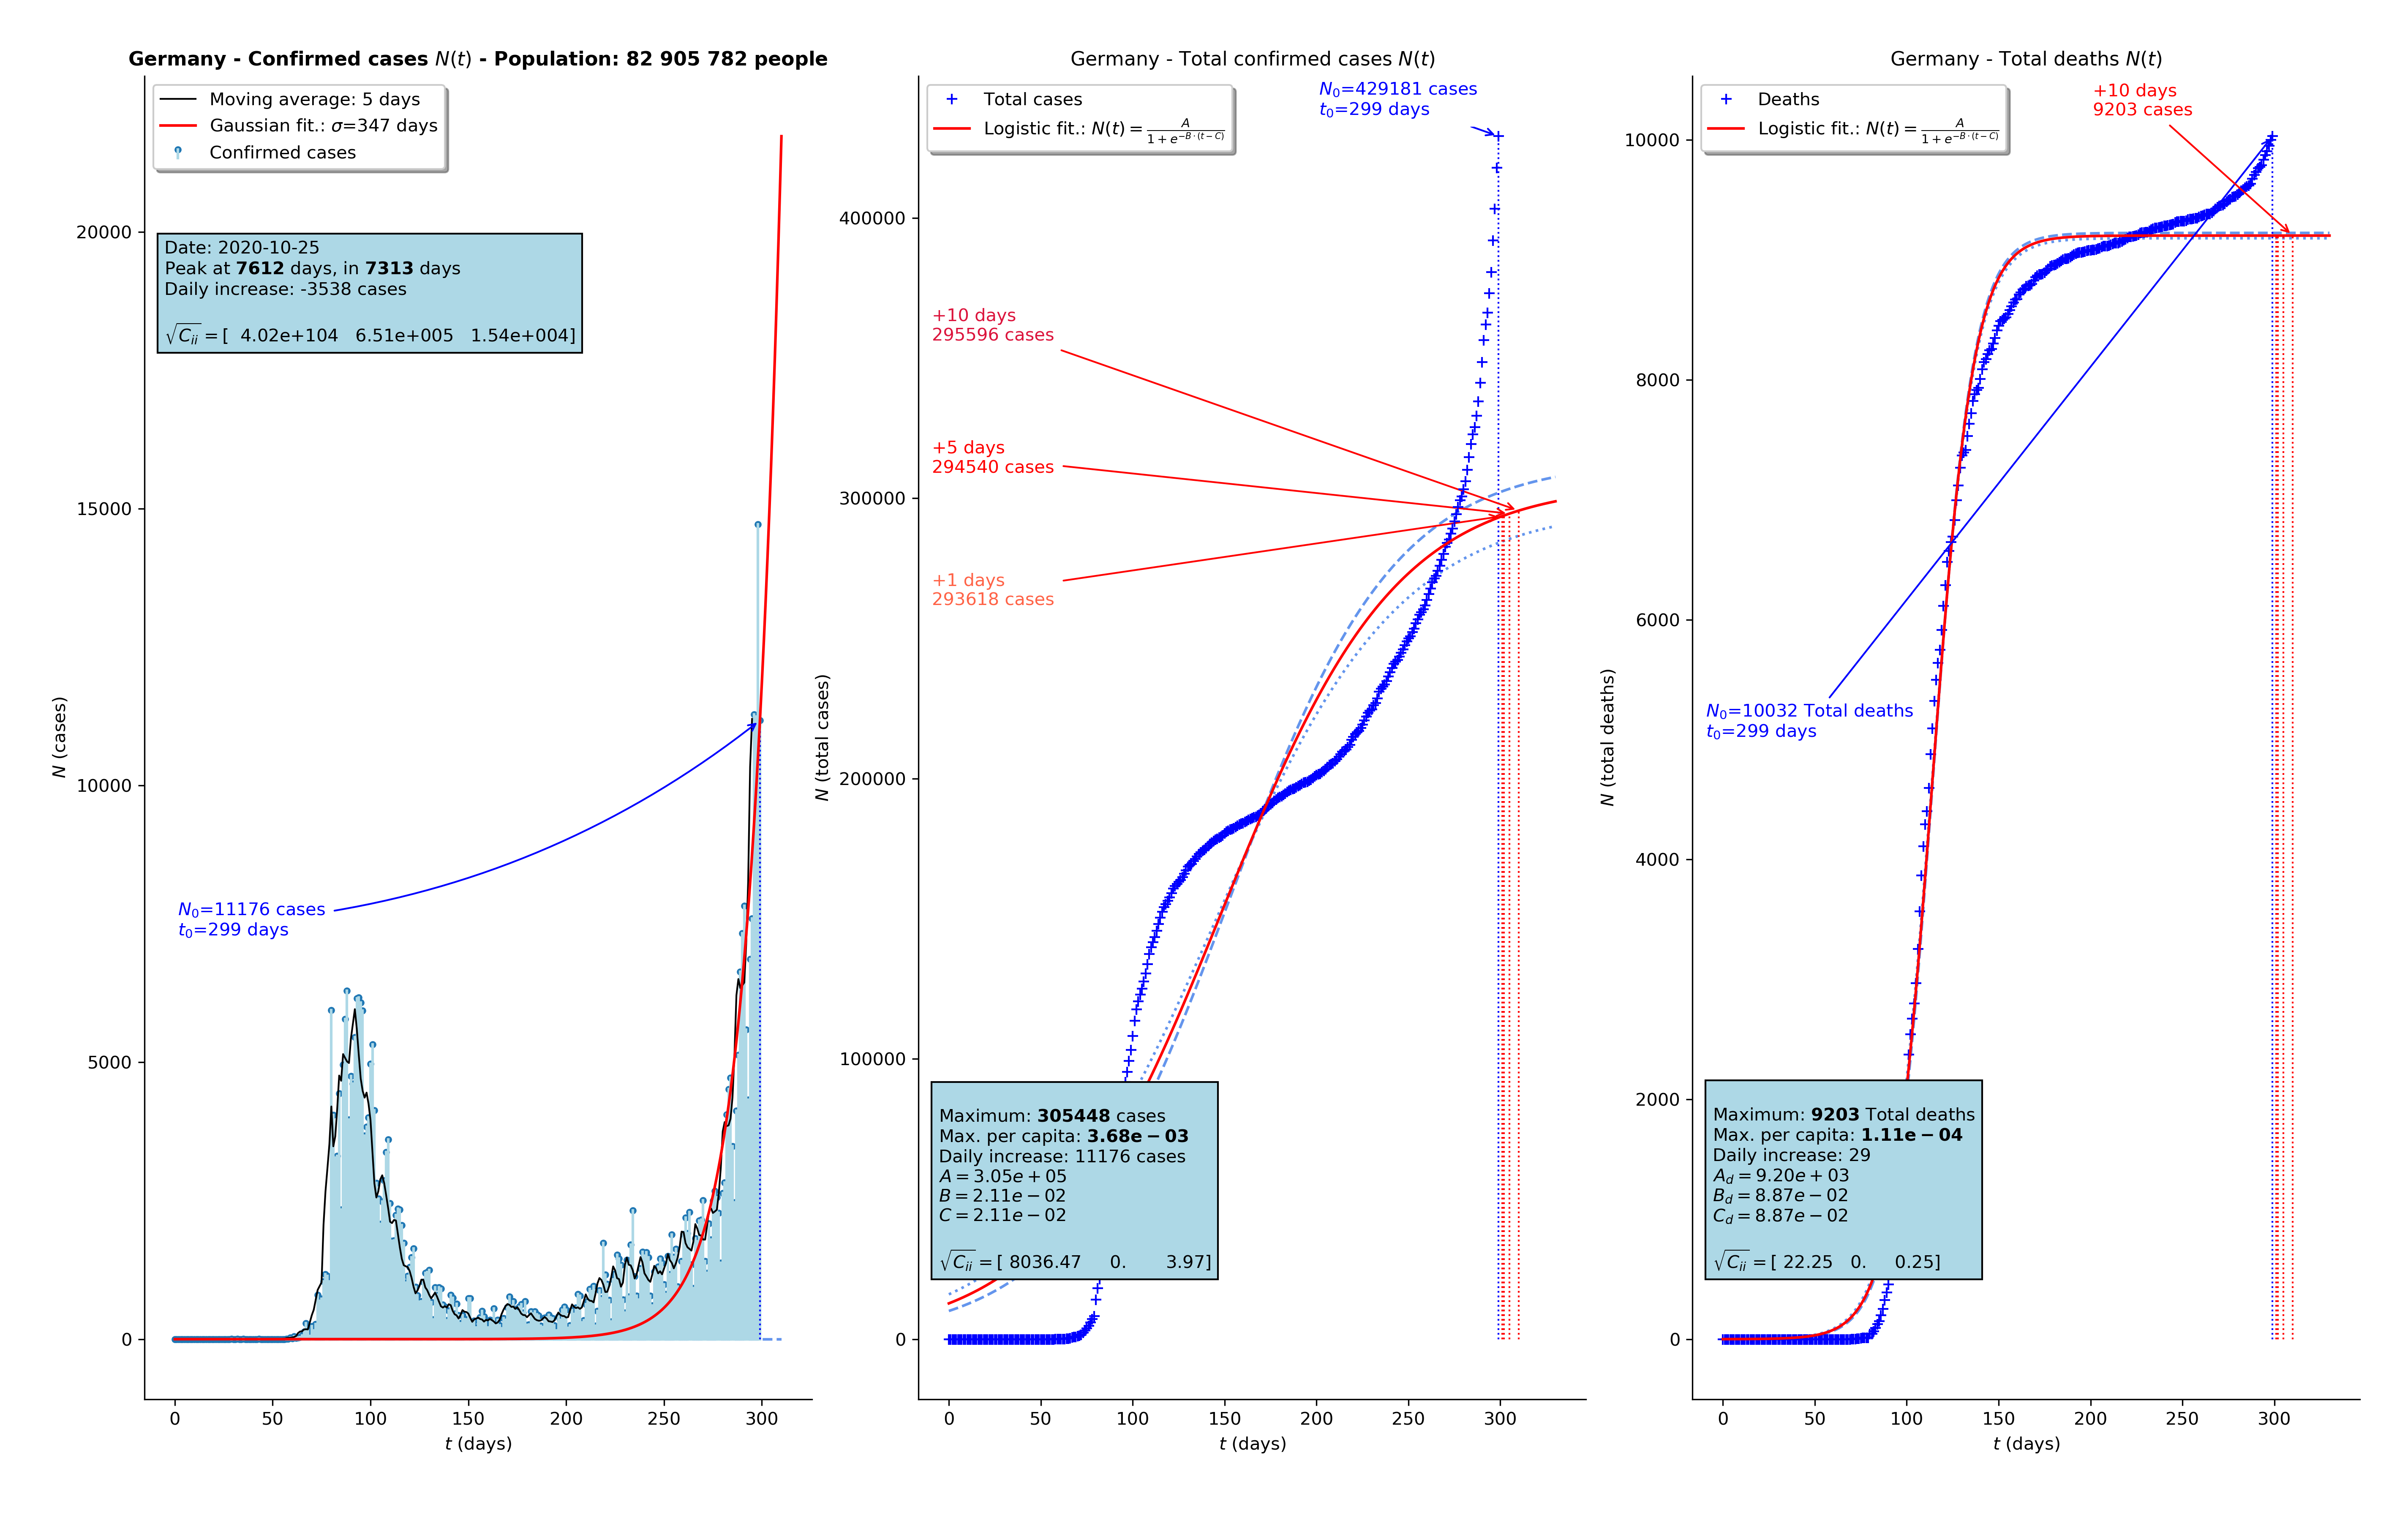 Germany - Confirmed cases N(t) - Population: 82 905 782 people
Moving average: 5 days
Gaussian fit.: σ=347 days
Confirmed cases
Date: 2020-10-25
Peak at 7612 days, in 7313 days
Daily increase: -3538 cases
√C_ii = [ 4.02e+104 6.51e+005 1.54e+004]
N₀=11176 cases
t₀=299 days
20000
15000
10000
5000
0
N (cases)
0 50 100 150 200 250 300
t (days)
Germany - Total confirmed cases N(t)
Total cases
Logistic fit.: N(t) = A / (1 + e^(−B·(t−C)))
N₀=429181 cases
t₀=299 days
+10 days
295596 cases
+5 days
294540 cases
+1 days
293618 cases
Maximum: 305448 cases
Max. per capita: 3.68e − 03
Daily increase: 11176 cases
A = 3.05e + 05
B = 2.11e − 02
C = 2.11e − 02
√C_ii = [ 8036.47 0. 3.97]
400000
300000
200000
100000
0
N (total cases)
0 50 100 150 200 250 300
t (days)
Germany - Total deaths N(t)
Deaths
Logistic fit.: N(t) = A / (1 + e^(−B·(t−C)))
+10 days
9203 cases
N₀=10032 Total deaths
t₀=299 days
Maximum: 9203 Total deaths
Max. per capita: 1.11e − 04
Daily increase: 29
A_d = 9.20e + 03
B_d = 8.87e − 02
C_d = 8.87e − 02
√C_ii = [ 22.25 0. 0.25]
10000
8000
6000
4000
2000
0
N (total deaths)
0 50 100 150 200 250 300
t (days)